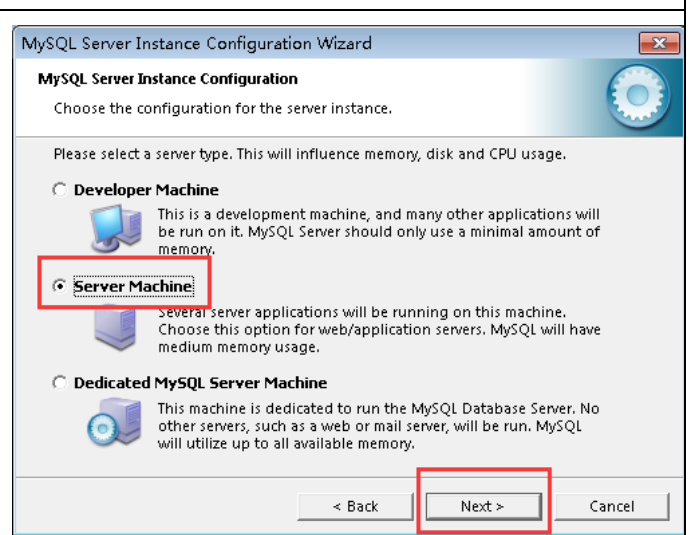 MySQL Server Instance Configuration Wizard
MySQL Server Instance Configuration
Choose the configuration for the server instance.
Please select a server type. This will influence memory, disk and CPU usage.
Developer Machine
This is a development machine, and many other applications will
be run on it. MySQL Server should only use a minimal amount of
memory.
Server Machine
Several server applications will be running on this machine.
Choose this option for web/application servers. MySQL will have
medium memory usage.
Dedicated MySQL Server Machine
This machine is dedicated to run the MySQL Database Server. No
other servers, such as a web or mail server, will be run. MySQL
will utilize up to all available memory.
< Back
Next >
Cancel